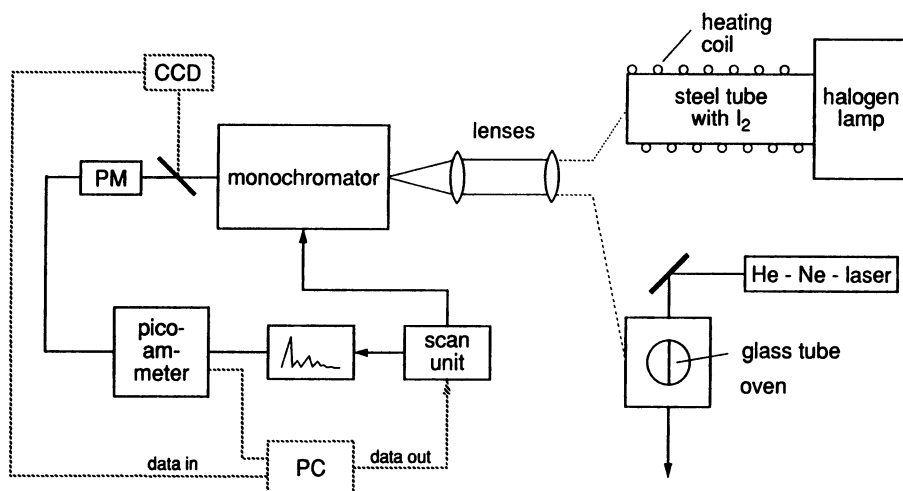 heating
coil
CCD
steel tube
with I₂
halogen
lamp
lenses
PM
monochromator
He - Ne - laser
pico-
am-
meter
scan
unit
glass tube
oven
data in
PC
data out